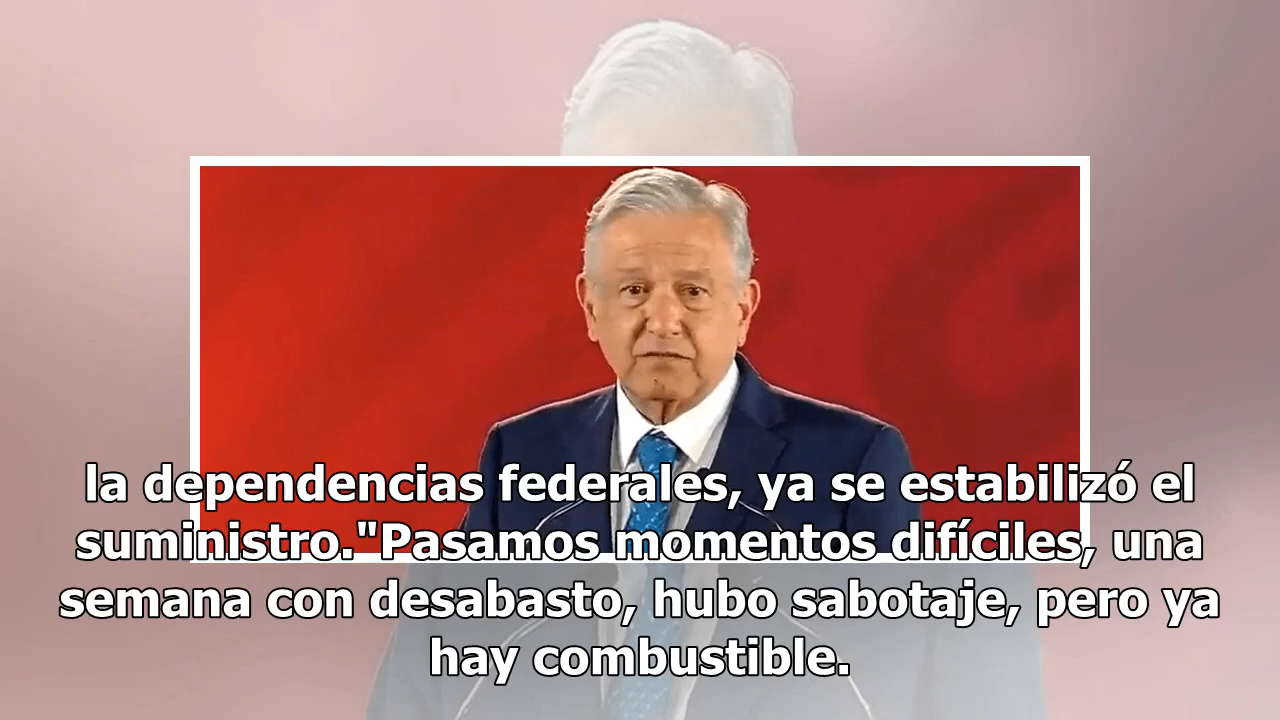 la dependencias federales, ya se estabilizó el
suministro."Pasamos momentos difíciles, una
semana con desabasto, hubo sabotaje, pero ya
hay combustible.